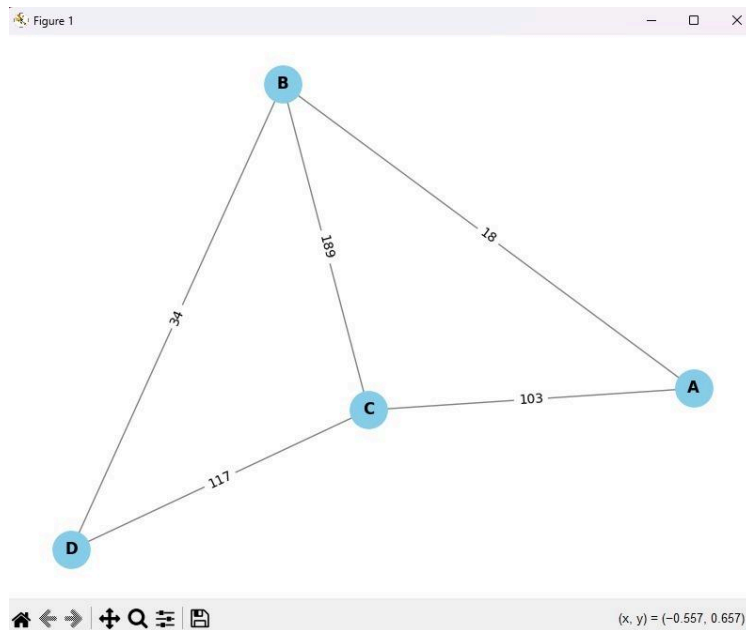 Figure 1
B
18
189
34
A
103
C
117
D
(x, y) = (−0.557, 0.657)